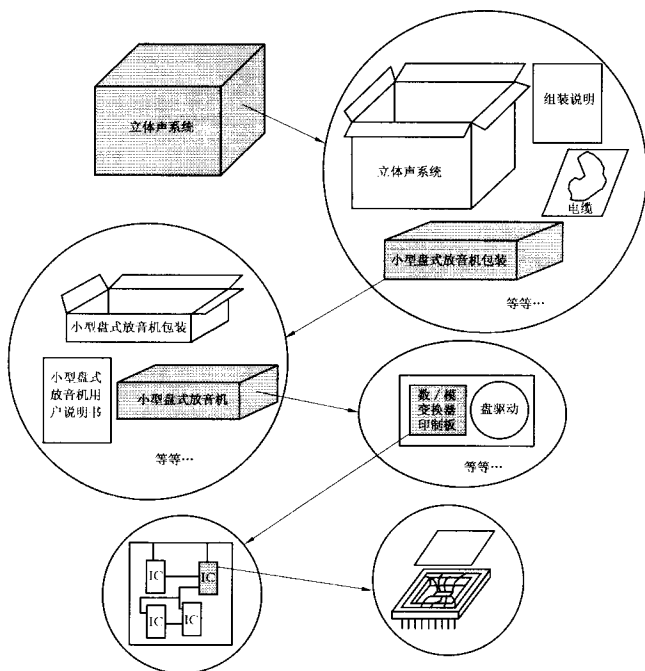 立体声系统
组装说明
立体声系统
电缆
小型盘式放音机包装
等等…
小型盘式放音机包装
小型盘式
放音机用
户说明书
小型盘式放音机
等等…
数/模
变换器
印制板
盘驱动
等等…
IC
IC
IC
IC